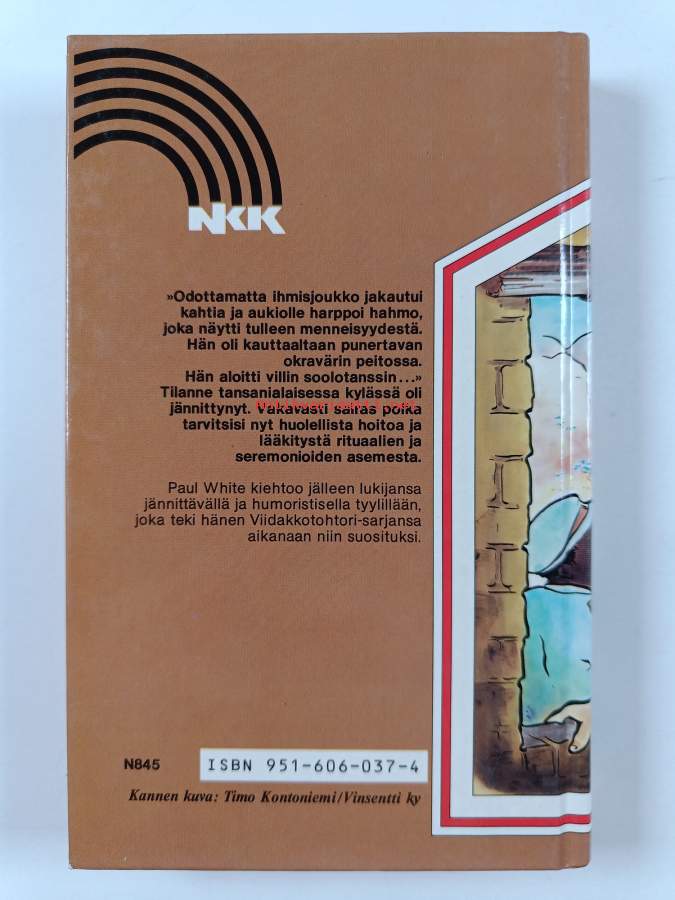 NKK
»Odottamatta ihmisjoukko jakautui
kahtia ja aukiolle harppoi hahmo,
joka näytti tulleen menneisyydestä.
Hän oli kauttaaltaan punertavan
okravärin peitossa.
Hän aloitti villin soolotanssin...»
Tilanne tansanialaisessa kylässä oli
jännittynyt. Vakavasti sairas poika
tarvitsisi nyt huolellista hoitoa ja
lääkitystä rituaalien ja
seremonioiden asemesta.
Paul White kiehtoo jälleen lukijansa
jännittävällä ja humoristisella tyylillään,
joka teki hänen Viidakkotohtori-sarjansa
aikanaan niin suosituksi.
N845
ISBN 951-606-037-4
Kannen kuva: Timo Kontoniemi/Vinsentti ky